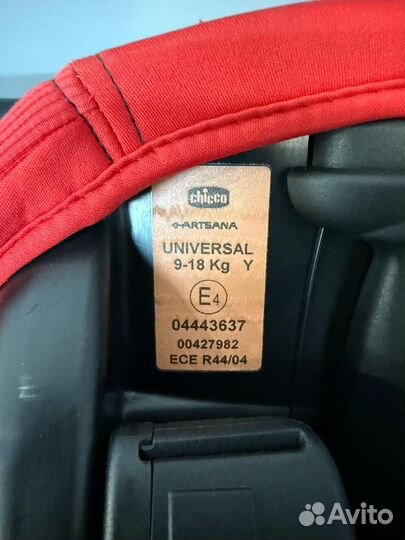 chicco
ARTSANA
UNIVERSAL
9-18 Kg Y
E4
04443637
00427982
ECE R44/04
Avito